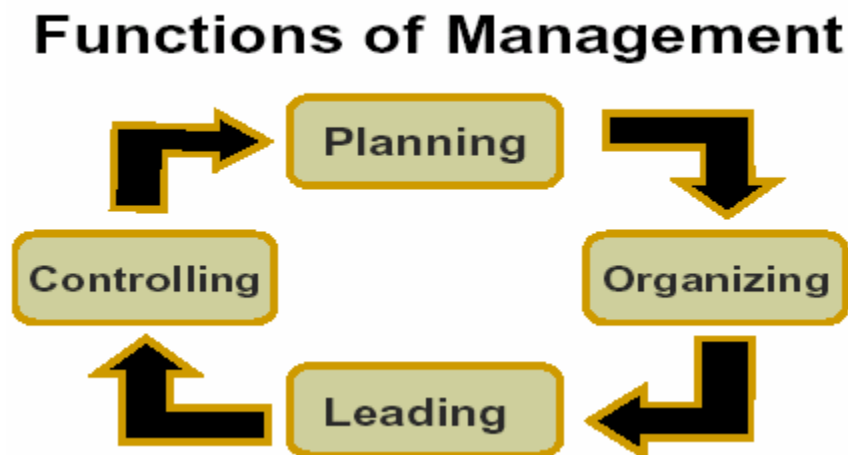 Functions of Management
Planning
Controlling
Organizing
Leading